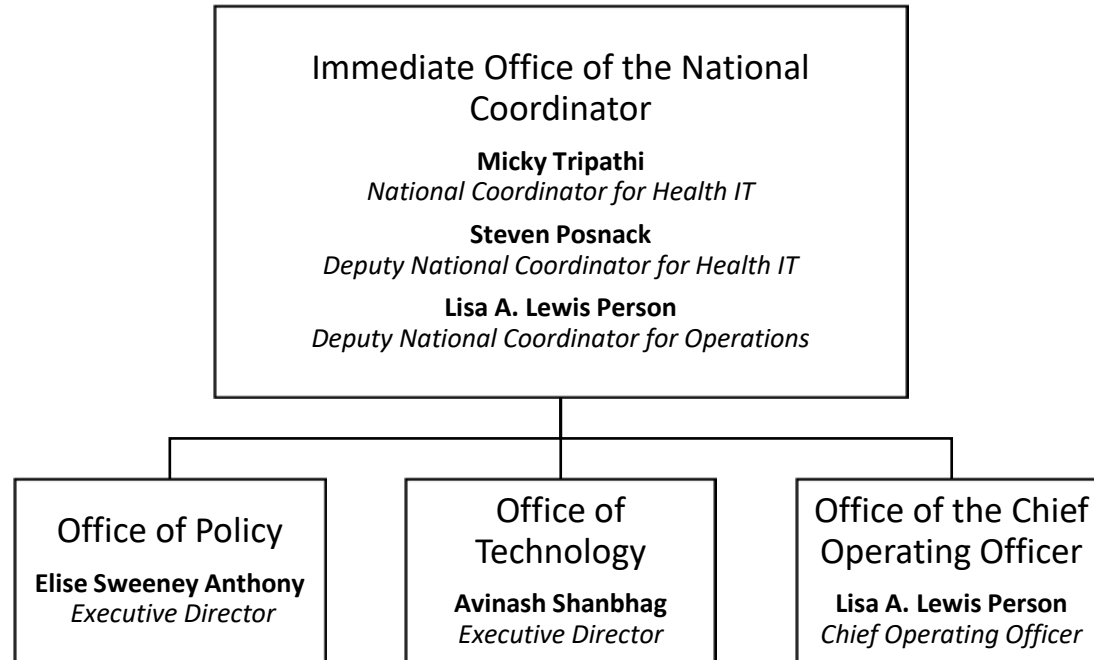 Immediate Office of the National
Coordinator
Micky Tripathi
National Coordinator for Health IT
Steven Posnack
Deputy National Coordinator for Health IT
Lisa A. Lewis Person
Deputy National Coordinator for Operations
Office of Policy
Elise Sweeney Anthony
Executive Director
Office of
Technology
Avinash Shanbhag
Executive Director
Office of the Chief
Operating Officer
Lisa A. Lewis Person
Chief Operating Officer